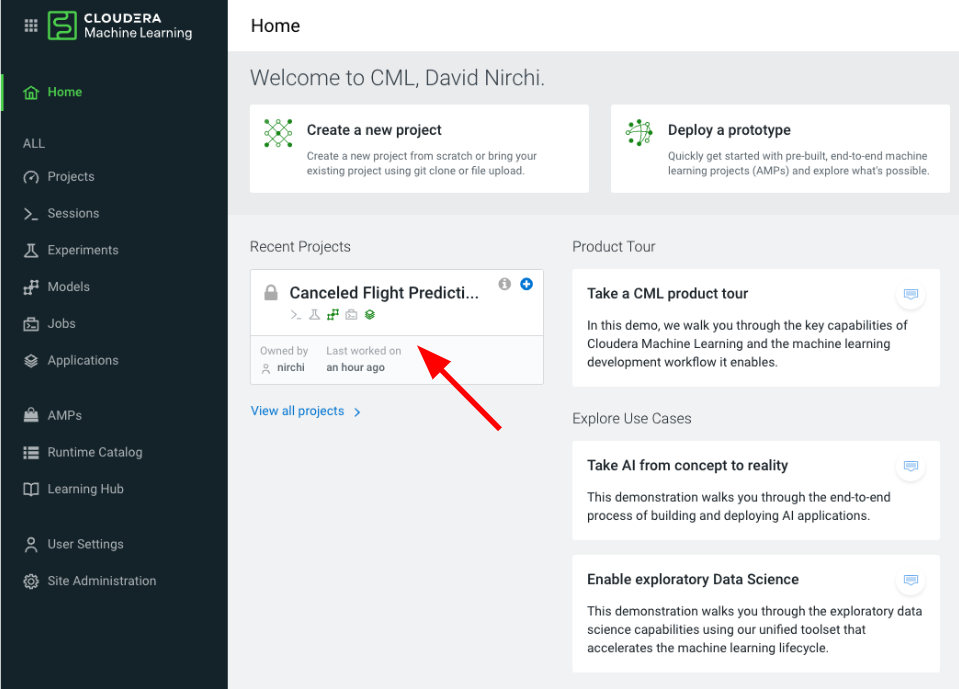 CLOUDERA
Machine Learning
Home
ALL
Projects
Sessions
Experiments
Models
Jobs
Applications
AMPs
Runtime Catalog
Learning Hub
User Settings
Site Administration
Home
Welcome to CML, David Nirchi.
Create a new project
Create a new project from scratch or bring your
existing project using git clone or file upload.
Deploy a prototype
Quickly get started with pre-built, end-to-end machine
learning projects (AMPs) and explore what's possible.
Recent Projects
Canceled Flight Predicti...
Owned by
nirchi
Last worked on
an hour ago
View all projects
Product Tour
Take a CML product tour
In this demo, we walk you through the key capabilities of
Cloudera Machine Learning and the machine learning
development workflow it enables.
Explore Use Cases
Take AI from concept to reality
This demonstration walks you through the end-to-end
process of building and deploying AI applications.
Enable exploratory Data Science
This demonstration walks you through the exploratory data
science capabilities using our unified toolset that
accelerates the machine learning lifecycle.